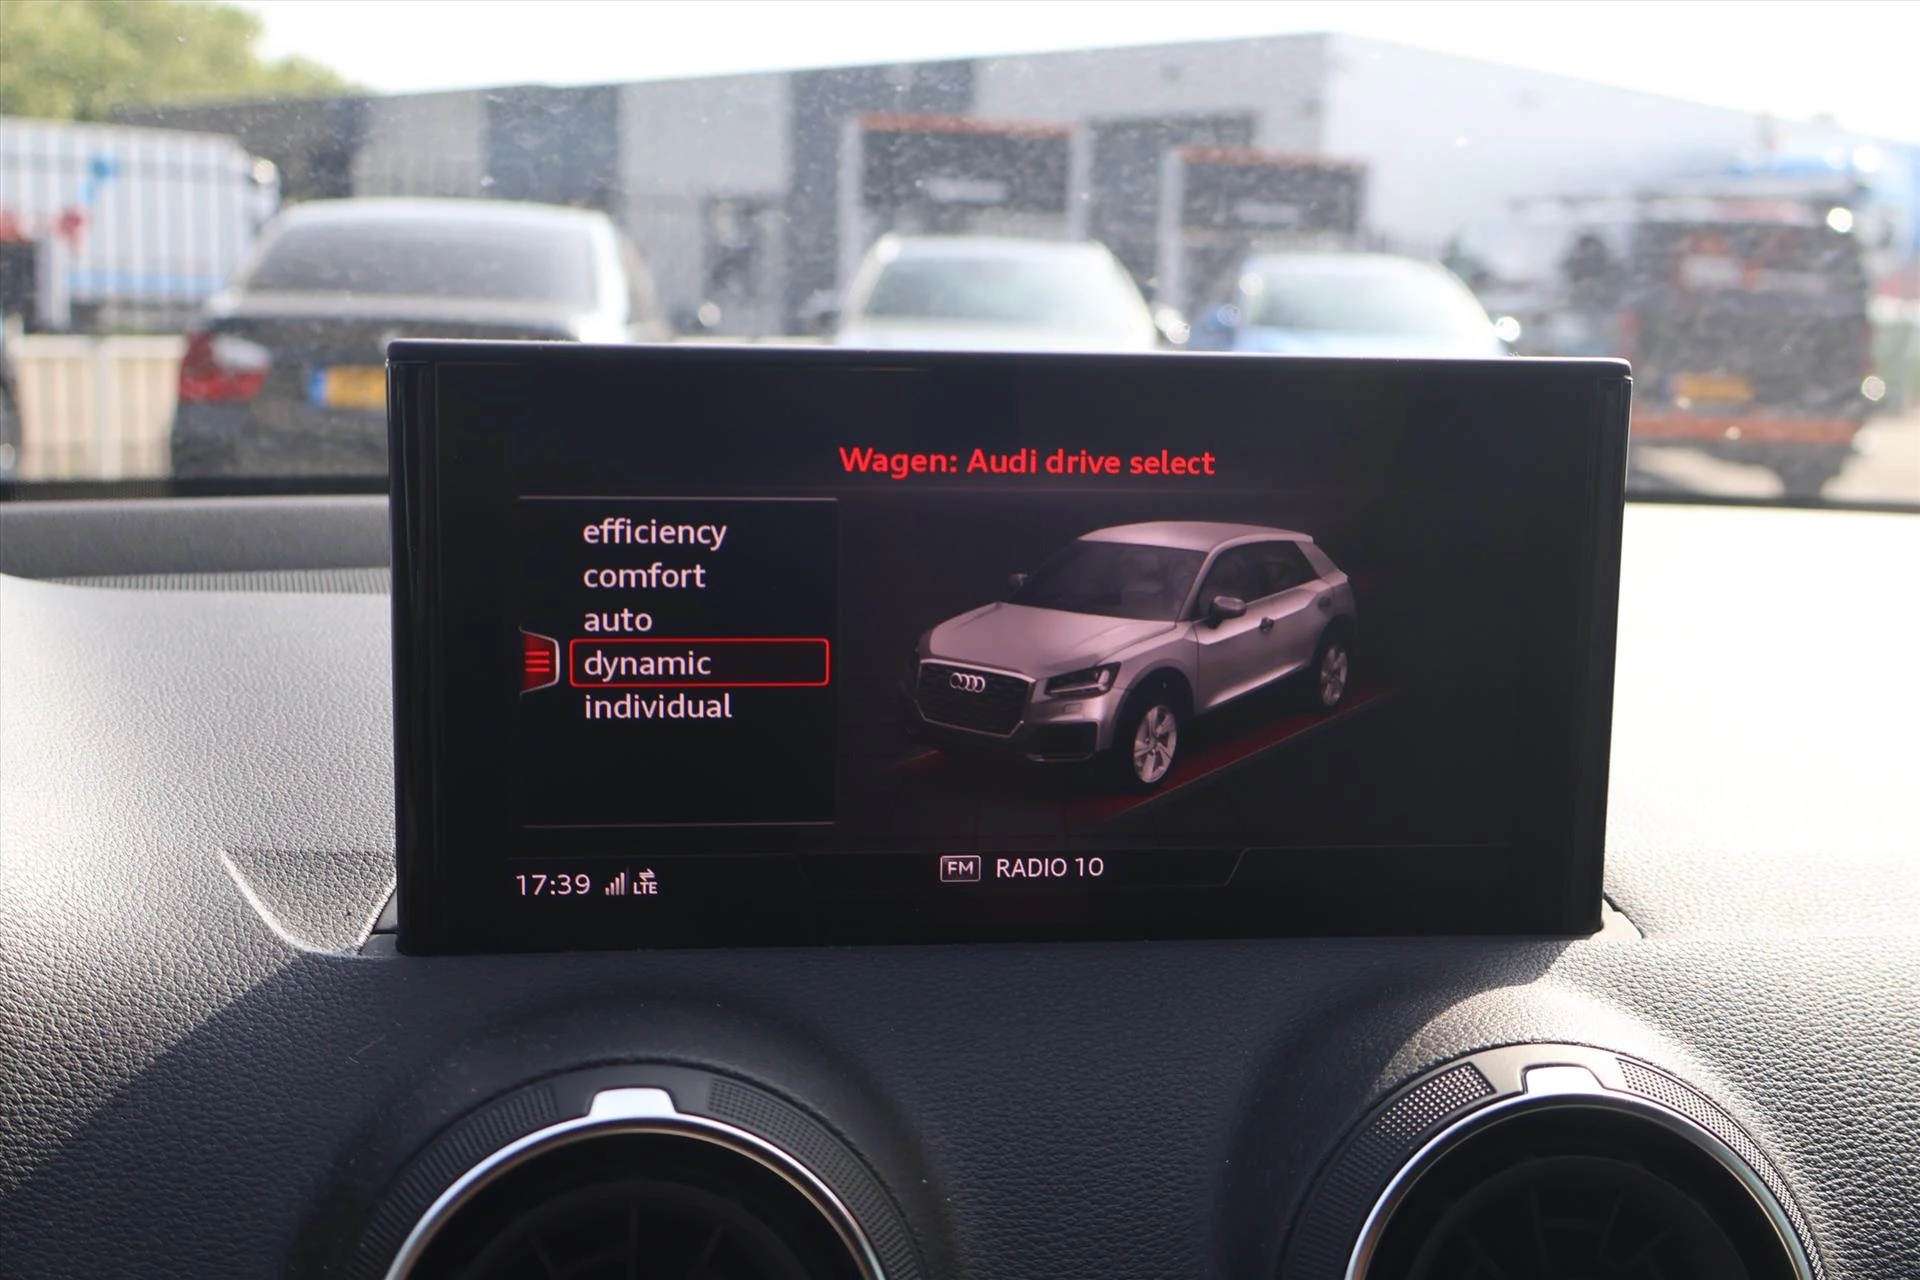 Wagen: Audi drive select
efficiency
comfort
auto
dynamic
individual
17:39 LTE
FM RADIO 10